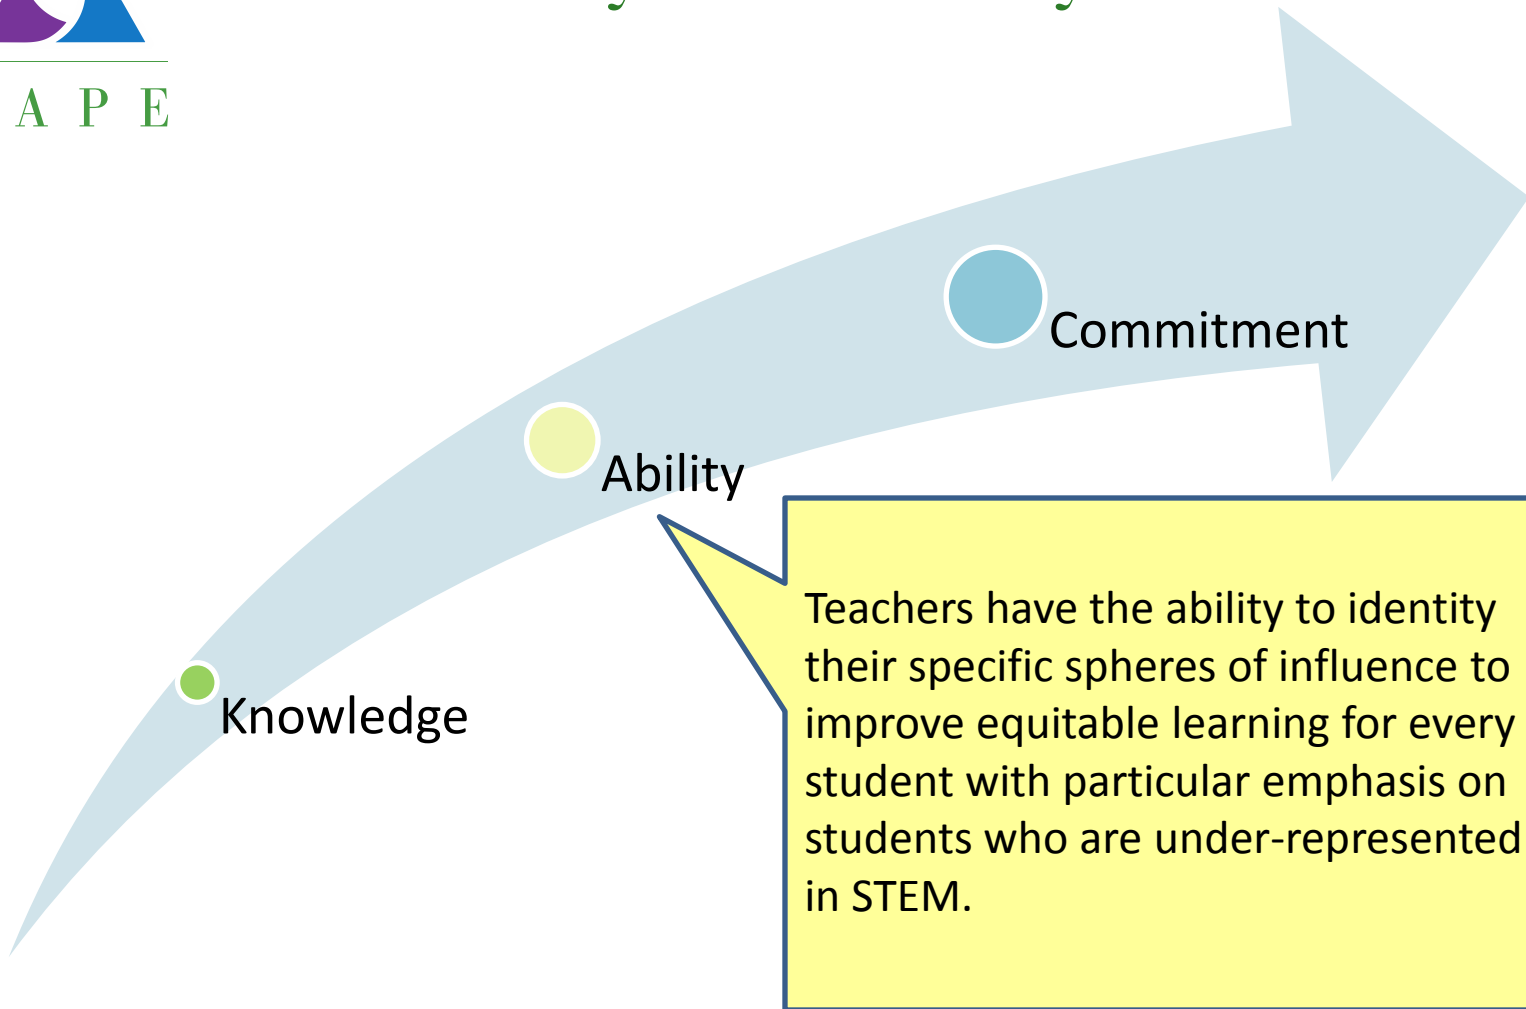 A P E
Commitment
Ability
Knowledge
Teachers have the ability to identity
their specific spheres of influence to
improve equitable learning for every
student with particular emphasis on
students who are under-represented
in STEM.